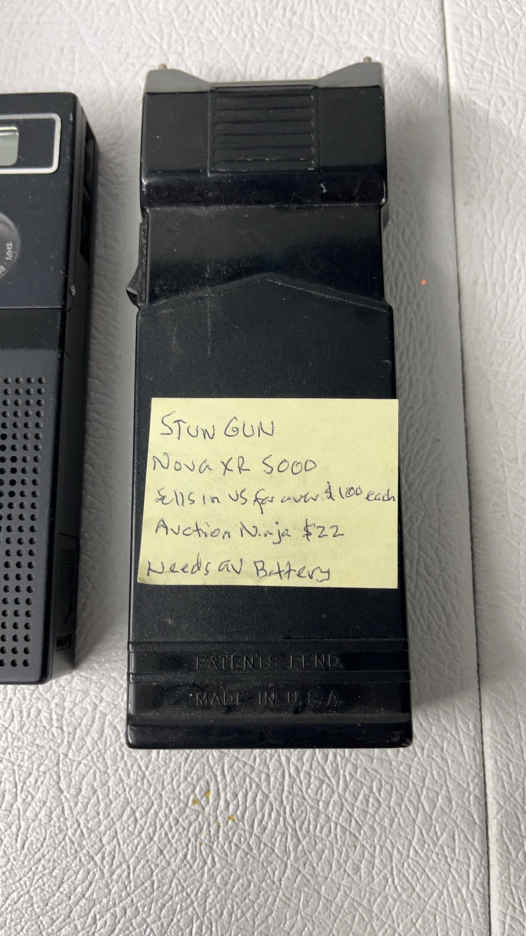 STUN GUN
Nova XR 5000
Sells in US for over $100 each
Auction Ninja $22
Needs 9V Battery
PATENTS PEND.
MADE IN U.S.A.